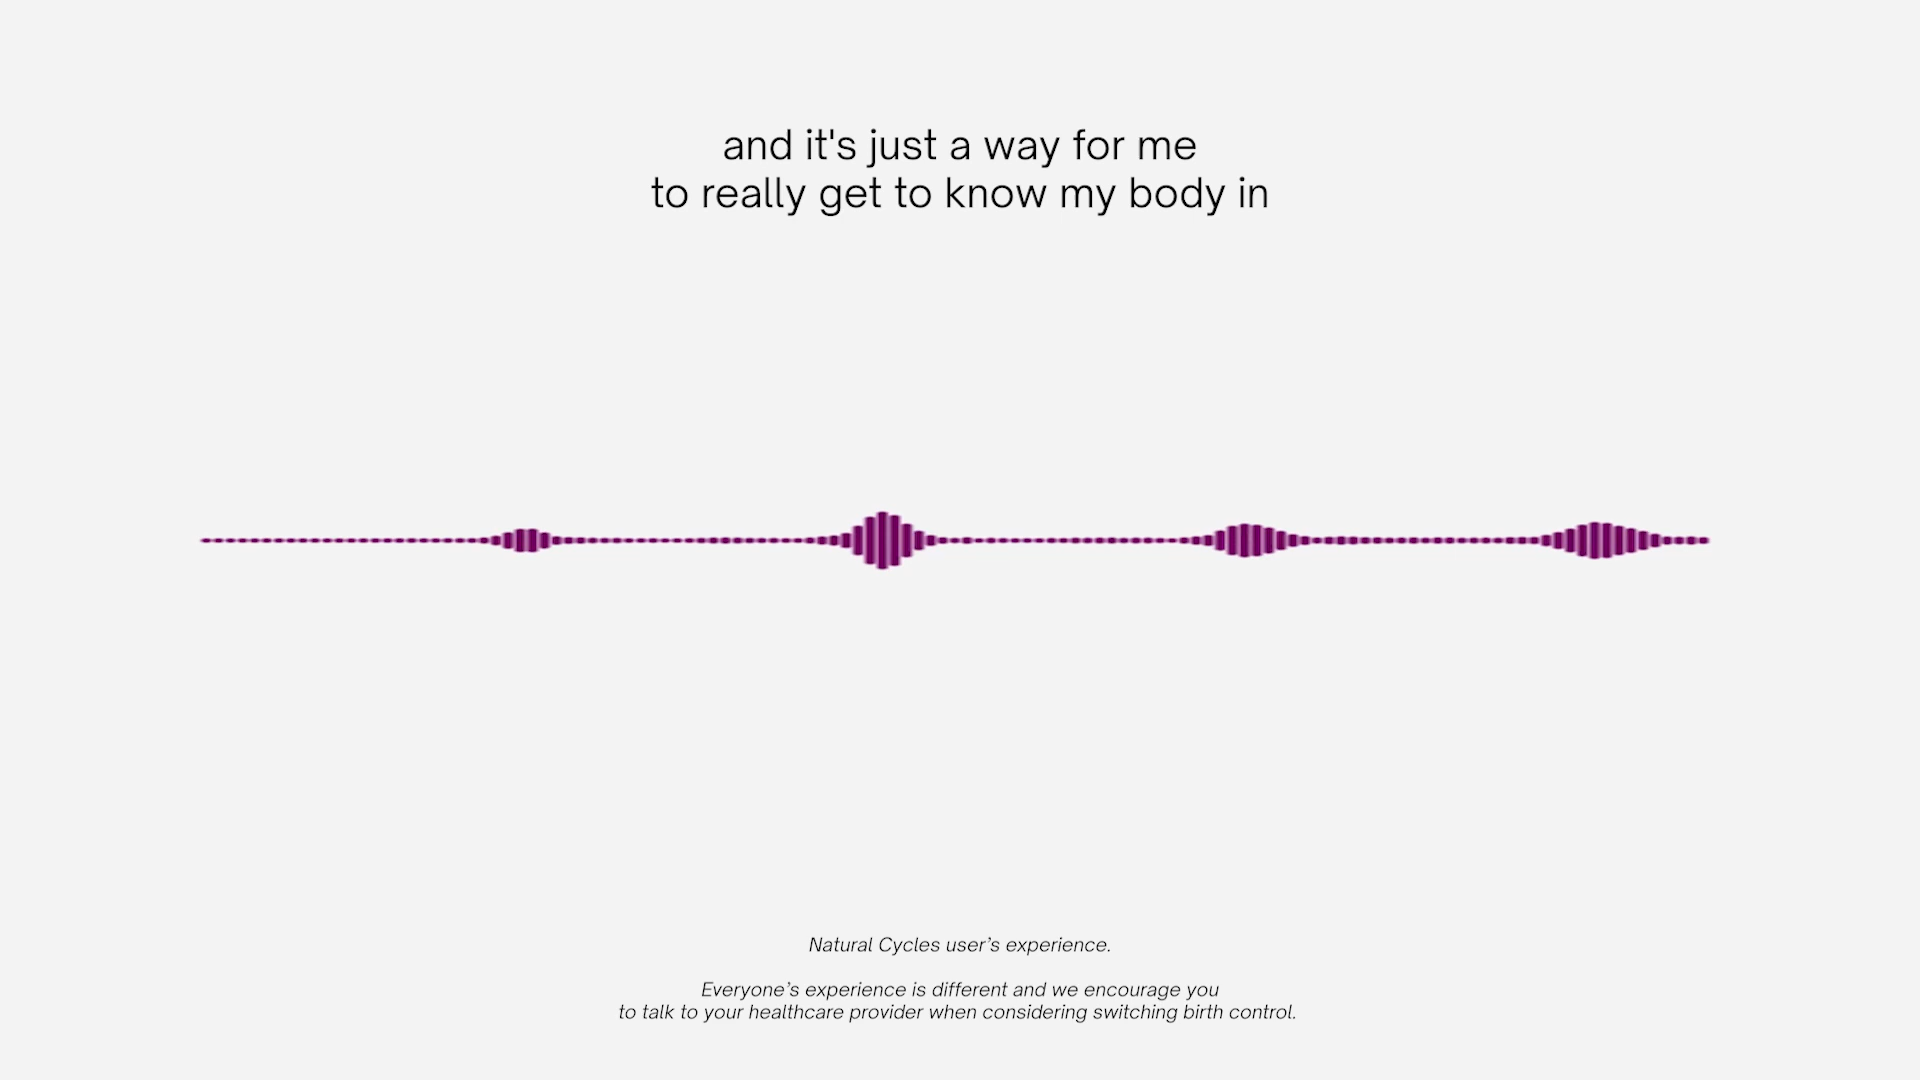 and it's just a way for me
to really get to know my body in
Natural Cycles user’s experience.
Everyone’s experience is different and we encourage you
to talk to your healthcare provider when considering switching birth control.